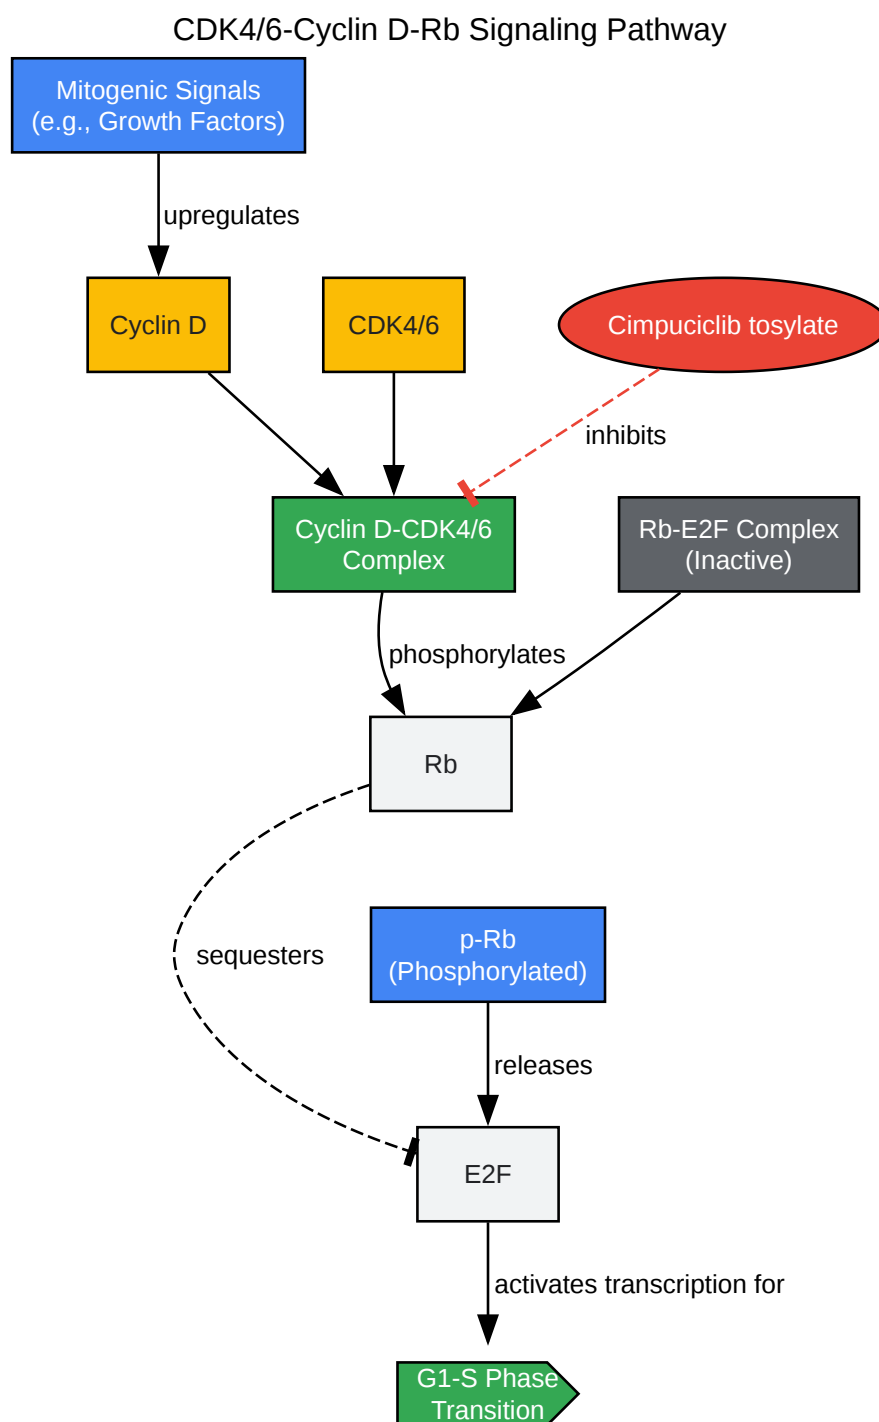 CDK4/6-Cyclin D-Rb Signaling Pathway
Mitogenic Signals
(e.g., Growth Factors)
upregulates
Cyclin D
CDK4/6
Cimpuciclib tosylate
inhibits
Cyclin D-CDK4/6
Complex
Rb-E2F Complex
(Inactive)
phosphorylates
Rb
sequesters
p-Rb
(Phosphorylated)
releases
E2F
activates transcription for
G1-S Phase
Transition